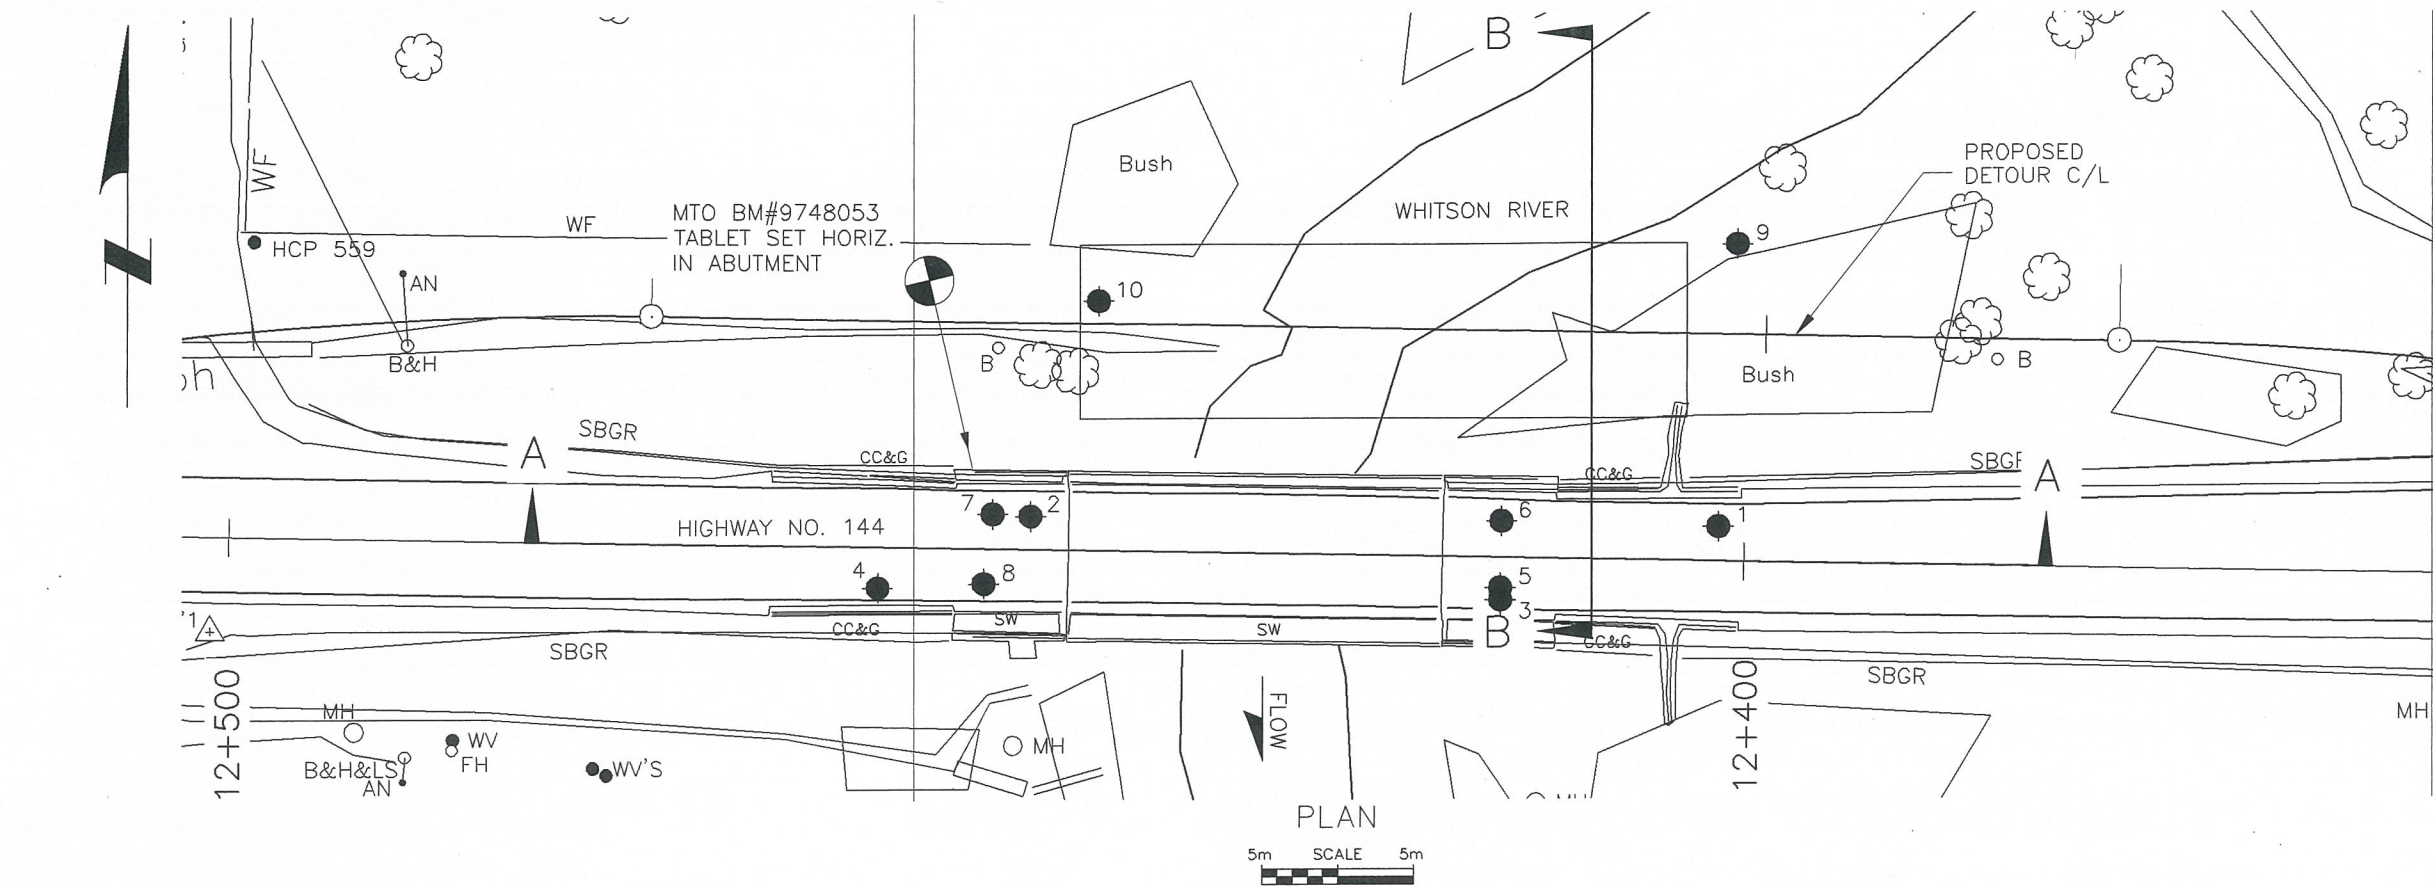 B
Bush
PROPOSED
DETOUR C/L
WF
MTO BM#9748053
TABLET SET HORIZ.
IN ABUTMENT
WF
WHITSON RIVER
9
HCP 559
AN
10
B&H
B
Bush
B
SBGR
A
CC&G
CC&G
A
7
2
6
1
HIGHWAY NO. 144
4
8
5
3
CC&G
SW
SW
B
CC&G
SBGR
SBGR
12+500
MH
WV
FH
B&H&LS
AN
WV'S
MH
FLOW
12+400
MH
PLAN
5m SCALE 5m